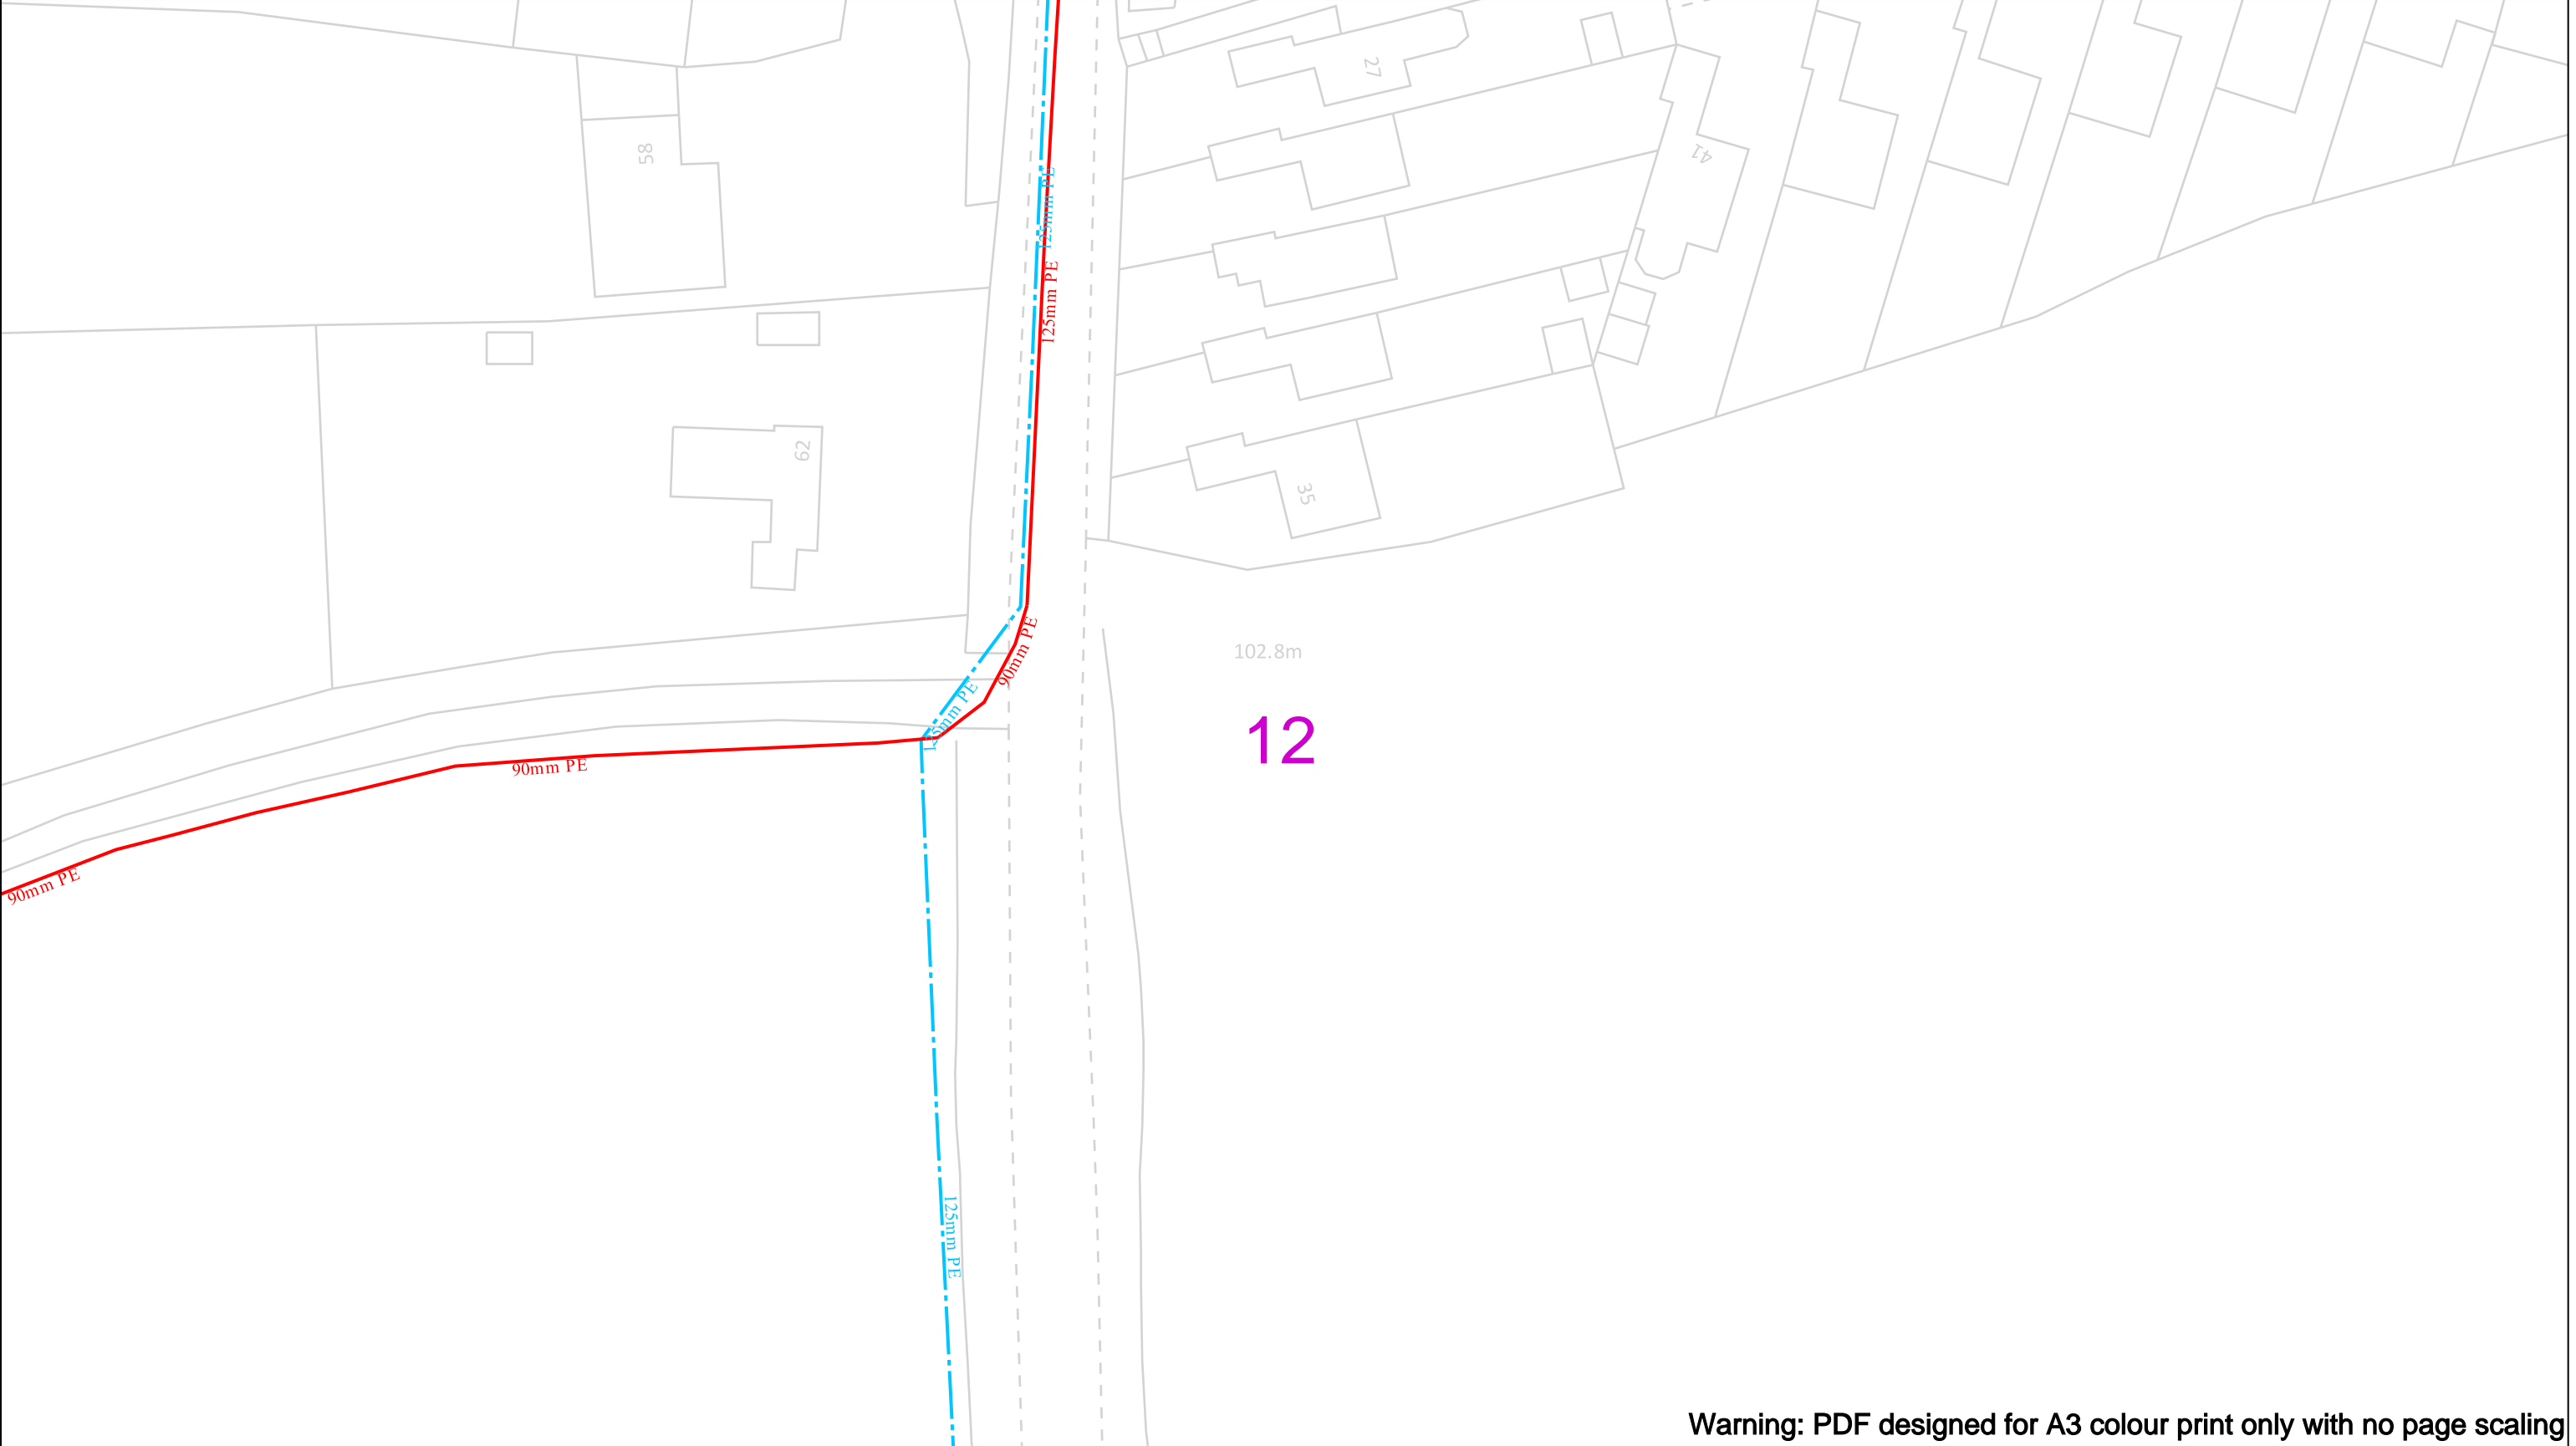 27
58
41
125mm PE
125mm PE
62
35
90mm PE
102.8m
125mm PE
12
90mm PE
90mm PE
125mm PE
Warning: PDF designed for A3 colour print only with no page scaling